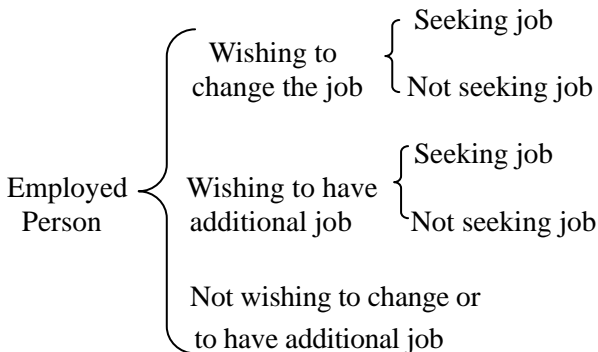 Seeking job
Wishing to
change the job
Not seeking job
Seeking job
Employed
Person
Wishing to have
additional job
Not seeking job
Not wishing to change or
to have additional job